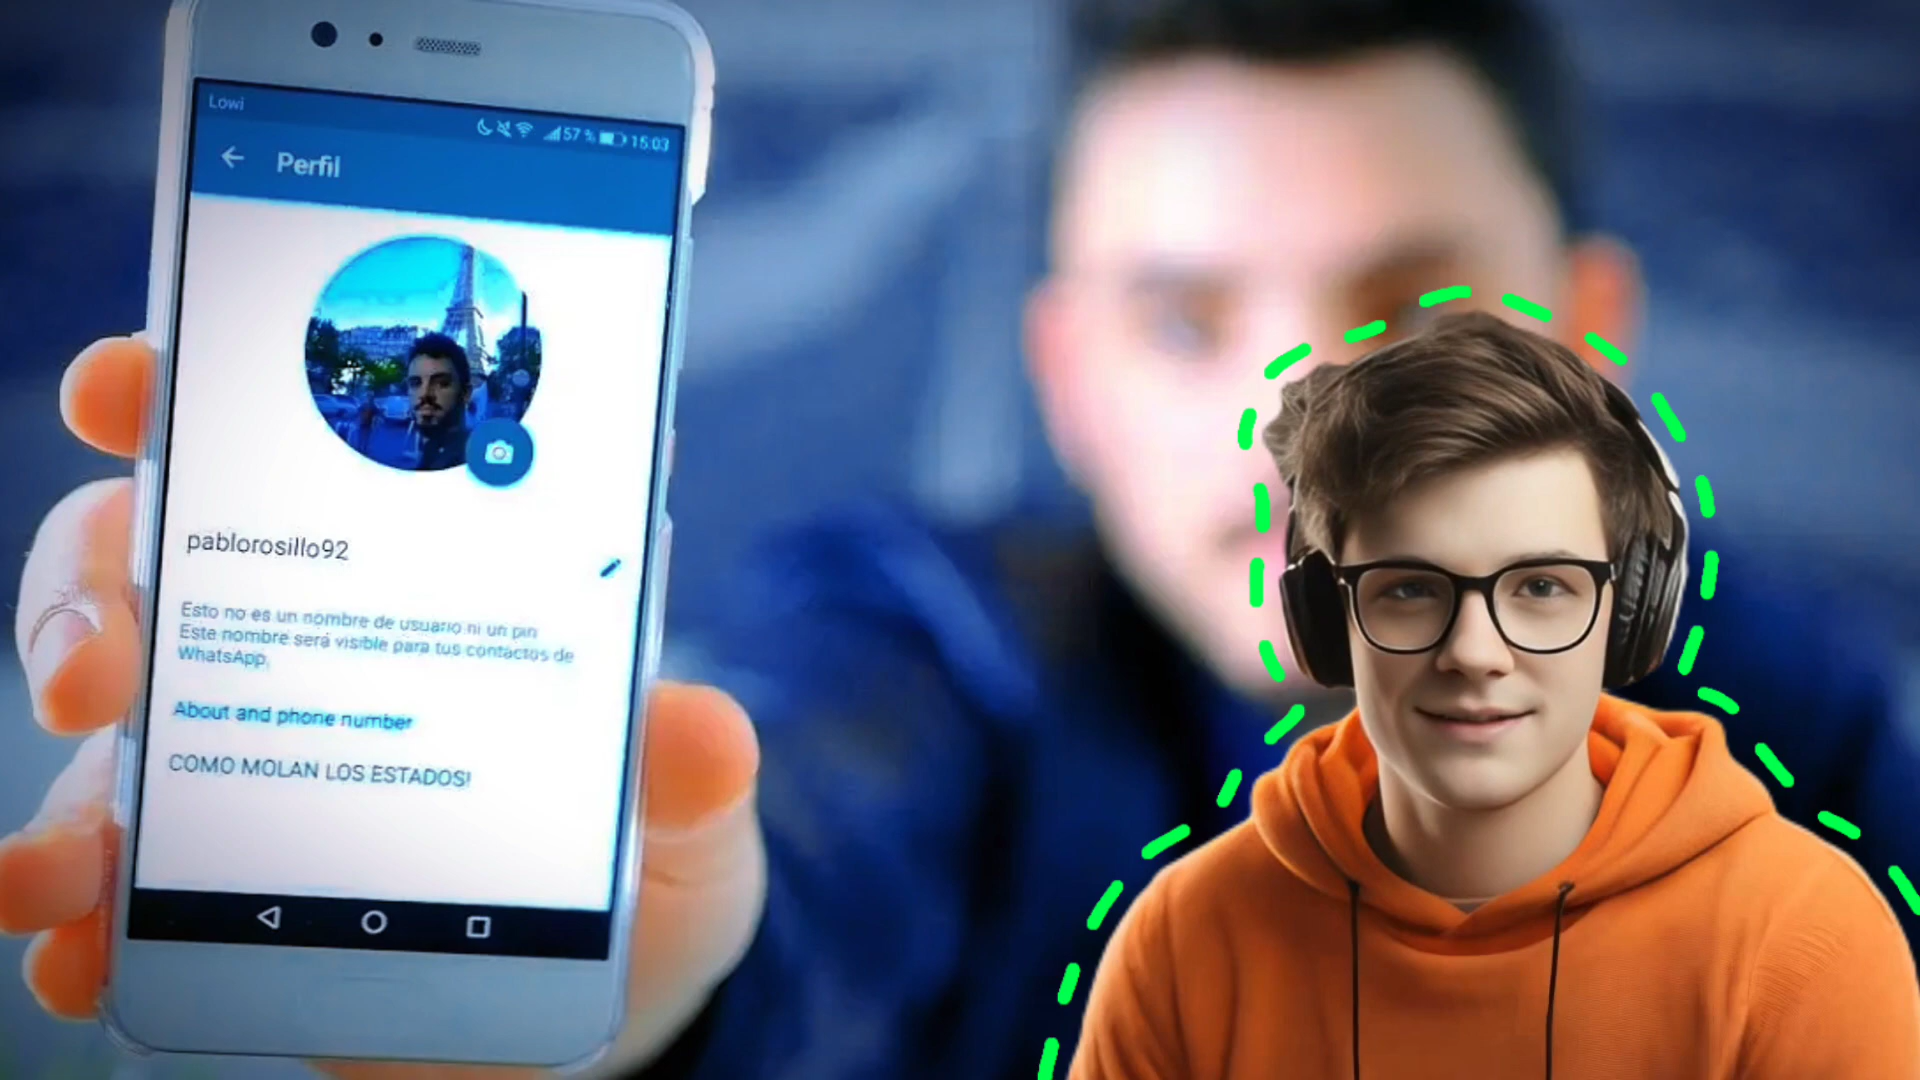 Lowi
57 % 15:03
Perfil
pablorosillo92
Esto no es un nombre de usuario ni un pin
Este nombre será visible para tus contactos de
WhatsApp.
About and phone number
COMO MOLAN LOS ESTADOS!